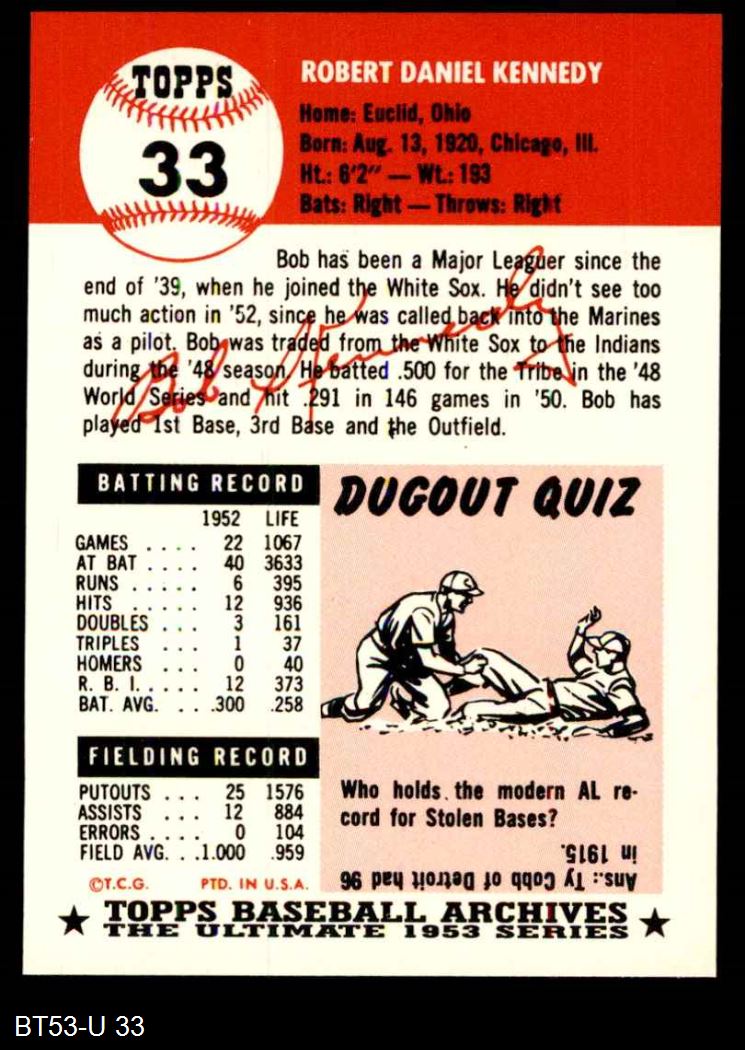 TOPPS
33
ROBERT DANIEL KENNEDY
Home: Euclid, Ohio
Born: Aug. 13, 1920, Chicago, Ill.
Ht.: 6'2" — Wt.: 193
Bats: Right — Throws: Right
Bob has been a Major Leaguer since the
end of '39, when he joined the White Sox. He didn't see too
much action in '52, since he was called back into the Marines
as a pilot. Bob was traded from the White Sox to the Indians
during the '48 season. He batted .500 for the Tribe in the '48
World Series and hit .291 in 146 games in '50. Bob has
played 1st Base, 3rd Base and the Outfield.
Bob Kennedy
BATTING RECORD
1952 LIFE
GAMES .... 22 1067
AT BAT .... 40 3633
RUNS ..... 6 395
HITS ..... 12 936
DOUBLES ... 3 161
TRIPLES ... 1 37
HOMERS ... 0 40
R. B. I. .... 12 373
BAT. AVG. ... .300 .258
FIELDING RECORD
PUTOUTS ... 25 1576
ASSISTS ... 12 884
ERRORS .... 0 104
FIELD AVG. ..1.000 .959
©T.C.G. PTD. IN U.S.A.
DUGOUT QUIZ
Who holds the modern AL re-
cord for Stolen Bases?
Ans.: Ty Cobb of Detroit had 96
in 1915.
TOPPS BASEBALL ARCHIVES
THE ULTIMATE 1953 SERIES
BT53-U 33